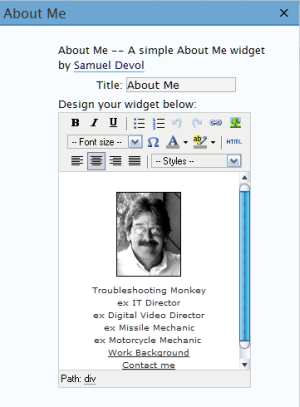 About Me ×
About Me -- A simple About Me widget
by Samuel Devol
Title: About Me
Design your widget below:
B I U
-- Font size -- Ω A ab HTML
-- Styles --
Troubleshooting Monkey
ex IT Director
ex Digital Video Director
ex Missile Mechanic
ex Motorcycle Mechanic
Work Background
Contact me
Path: div